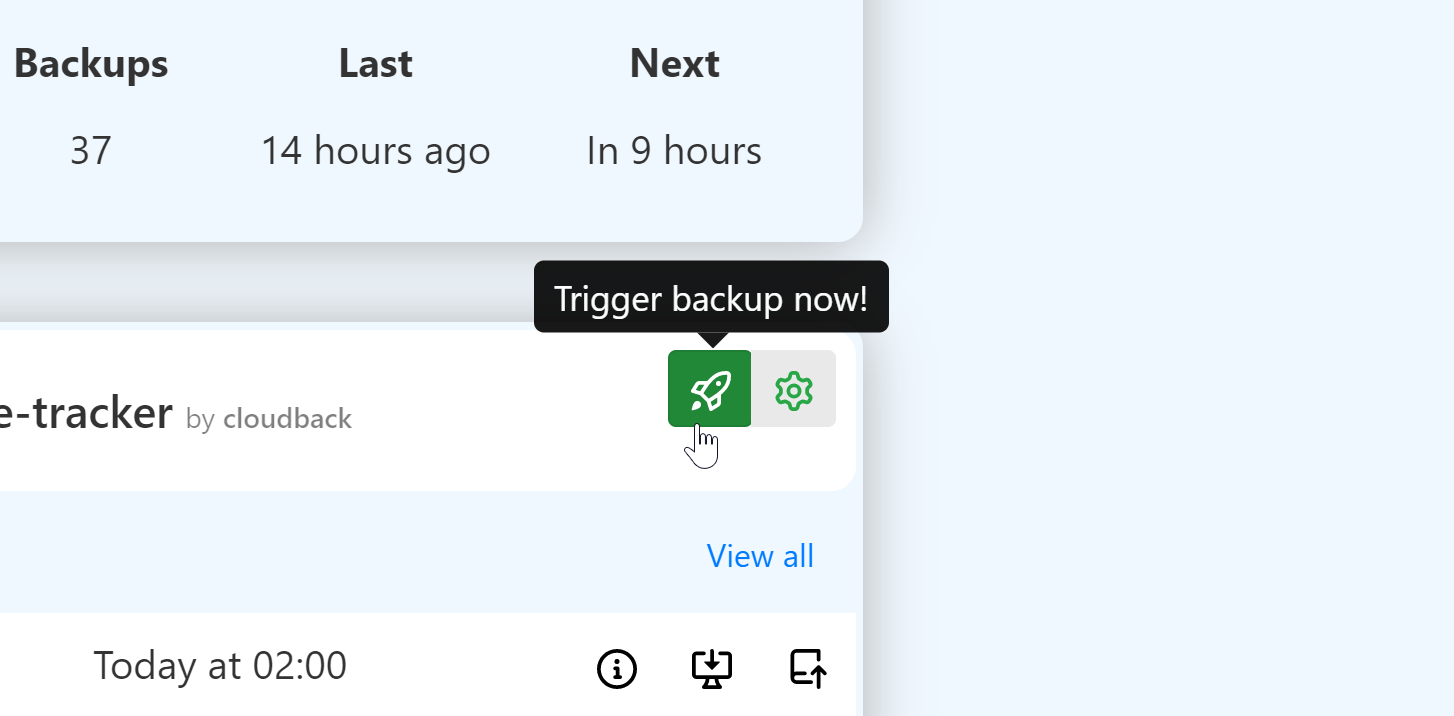 Backups Last Next
37 14 hours ago In 9 hours
Trigger backup now!
e-tracker by cloudback
View all
Today at 02:00